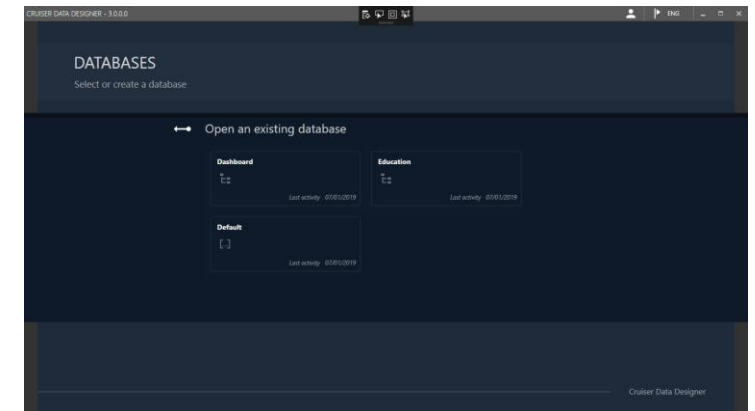 CRUISER DATA DESIGNER - 3.0.0.0
ENG
DATABASES
Select or create a database
Open an existing database
Dashboard
Last activity 07/01/2019
Education
Last activity 07/01/2019
Default
[..]
Last activity 07/01/2019
Cruiser Data Designer